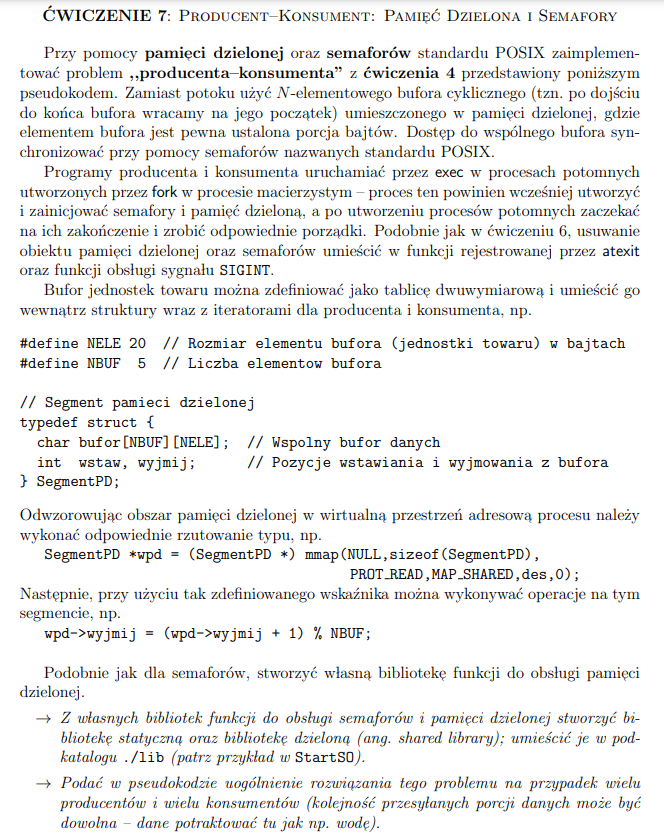 ĆWICZENIE 7: PRODUCENT–KONSUMENT: PAMIĘĆ DZIELONA I SEMAFORY
Przy pomocy pamięci dzielonej oraz semaforów standardu POSIX zaimplemen-
tować problem ,,producenta–konsumenta” z ćwiczenia 4 przedstawiony poniższym
pseudokodem. Zamiast potoku użyć N-elementowego bufora cyklicznego (tzn. po dojściu
do końca bufora wracamy na jego początek) umieszczonego w pamięci dzielonej, gdzie
elementem bufora jest pewna ustalona porcja bajtów. Dostęp do wspólnego bufora syn-
chronizować przy pomocy semaforów nazwanych standardu POSIX.
Programy producenta i konsumenta uruchamiać przez exec w procesach potomnych
utworzonych przez fork w procesie macierzystym – proces ten powinien wcześniej utworzyć
i zainicjować semafory i pamięć dzieloną, a po utworzeniu procesów potomnych zaczekać
na ich zakończenie i zrobić odpowiednie porządki. Podobnie jak w ćwiczeniu 6, usuwanie
obiektu pamięci dzielonej oraz semaforów umieścić w funkcji rejestrowanej przez atexit
oraz funkcji obsługi sygnału SIGINT.
Bufor jednostek towaru można zdefiniować jako tablicę dwuwymiarową i umieścić go
wewnątrz struktury wraz z iteratorami dla producenta i konsumenta, np.
#define NELE 20 // Rozmiar elementu bufora (jednostki towaru) w bajtach
#define NBUF 5 // Liczba elementow bufora
// Segment pamieci dzielonej
typedef struct {
char bufor[NBUF][NELE]; // Wspolny bufor danych
int wstaw, wyjmij; // Pozycje wstawiania i wyjmowania z bufora
} SegmentPD;
Odwzorowując obszar pamięci dzielonej w wirtualną przestrzeń adresową procesu należy
wykonać odpowiednie rzutowanie typu, np.
SegmentPD *wpd = (SegmentPD *) mmap(NULL,sizeof(SegmentPD),
PROT_READ,MAP_SHARED,des,0);
Następnie, przy użyciu tak zdefiniowanego wskaźnika można wykonywać operacje na tym
segmencie, np.
wpd->wyjmij = (wpd->wyjmij + 1) % NBUF;
Podobnie jak dla semaforów, stworzyć własną bibliotekę funkcji do obsługi pamięci
dzielonej.
→ Z własnych bibliotek funkcji do obsługi semaforów i pamięci dzielonej stworzyć bi-
bliotekę statyczną oraz bibliotekę dzieloną (ang. shared library); umieścić je w pod-
katalogu ./lib (patrz przykład w StartSO).
→ Podać w pseudokodzie uogólnienie rozwiązania tego problemu na przypadek wielu
producentów i wielu konsumentów (kolejność przesyłanych porcji danych może być
dowolna – dane potraktować tu jak np. wodę).